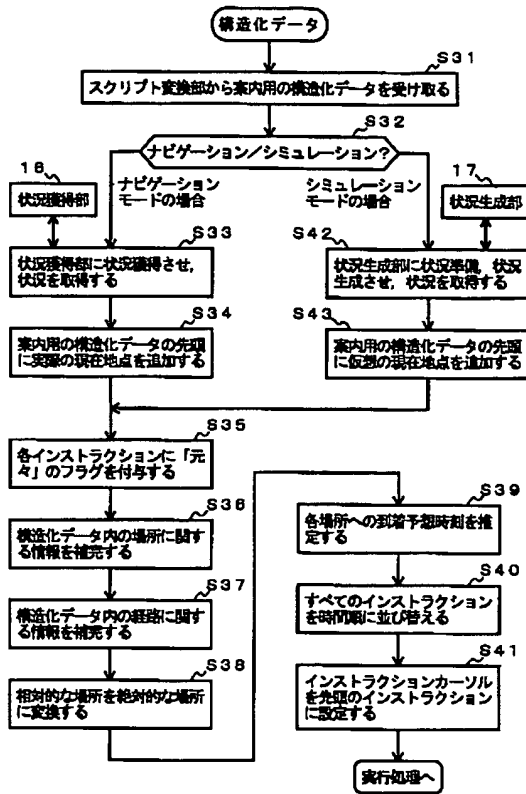 構造化データ
S31
スクリプト変換部から案内用の構造化データを受け取る
S32
ナビゲーション／シミュレーション?
ナビゲーション
モードの場合
シミュレーション
モードの場合
16
状況獲得部
17
状況生成部
S33
状況獲得部に状況獲得させ,
状況を取得する
S42
状況生成部に状況準備, 状況
生成させ, 状況を取得する
S34
案内用の構造化データの先頭
に実際の現在地点を追加する
S43
案内用の構造化データの先頭
に仮想の現在地点を追加する
S35
各インストラクションに「元
々」のフラグを付与する
S36
構造化データ内の場所に関す
る情報を補完する
S37
構造化データ内の経路に関す
る情報を補完する
S38
相対的な場所を絶対的な場所
に変換する
S39
各場所への到着予想時刻を推
定する
S40
すべてのインストラクション
を時間順に並び替える
S41
インストラクションカーソル
を先頭のインストラクション
に設定する
実行処理へ